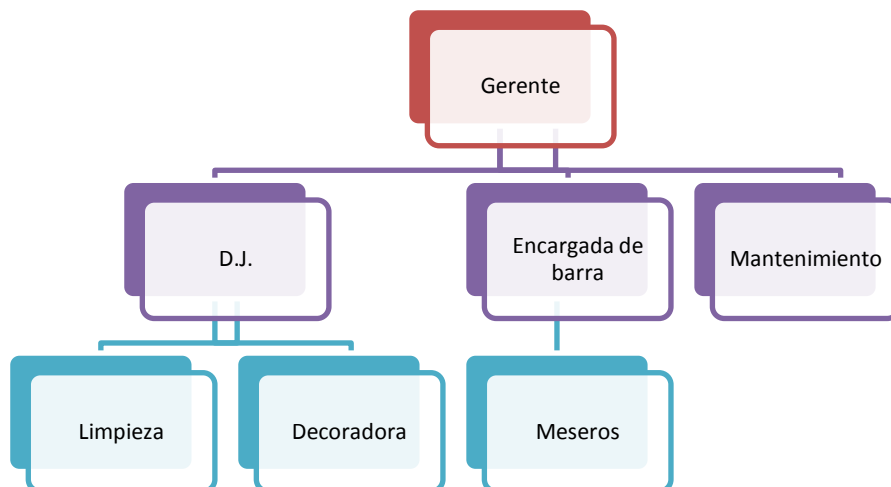 Gerente
D.J.
Encargada de
barra
Mantenimiento
Limpieza
Decoradora
Meseros